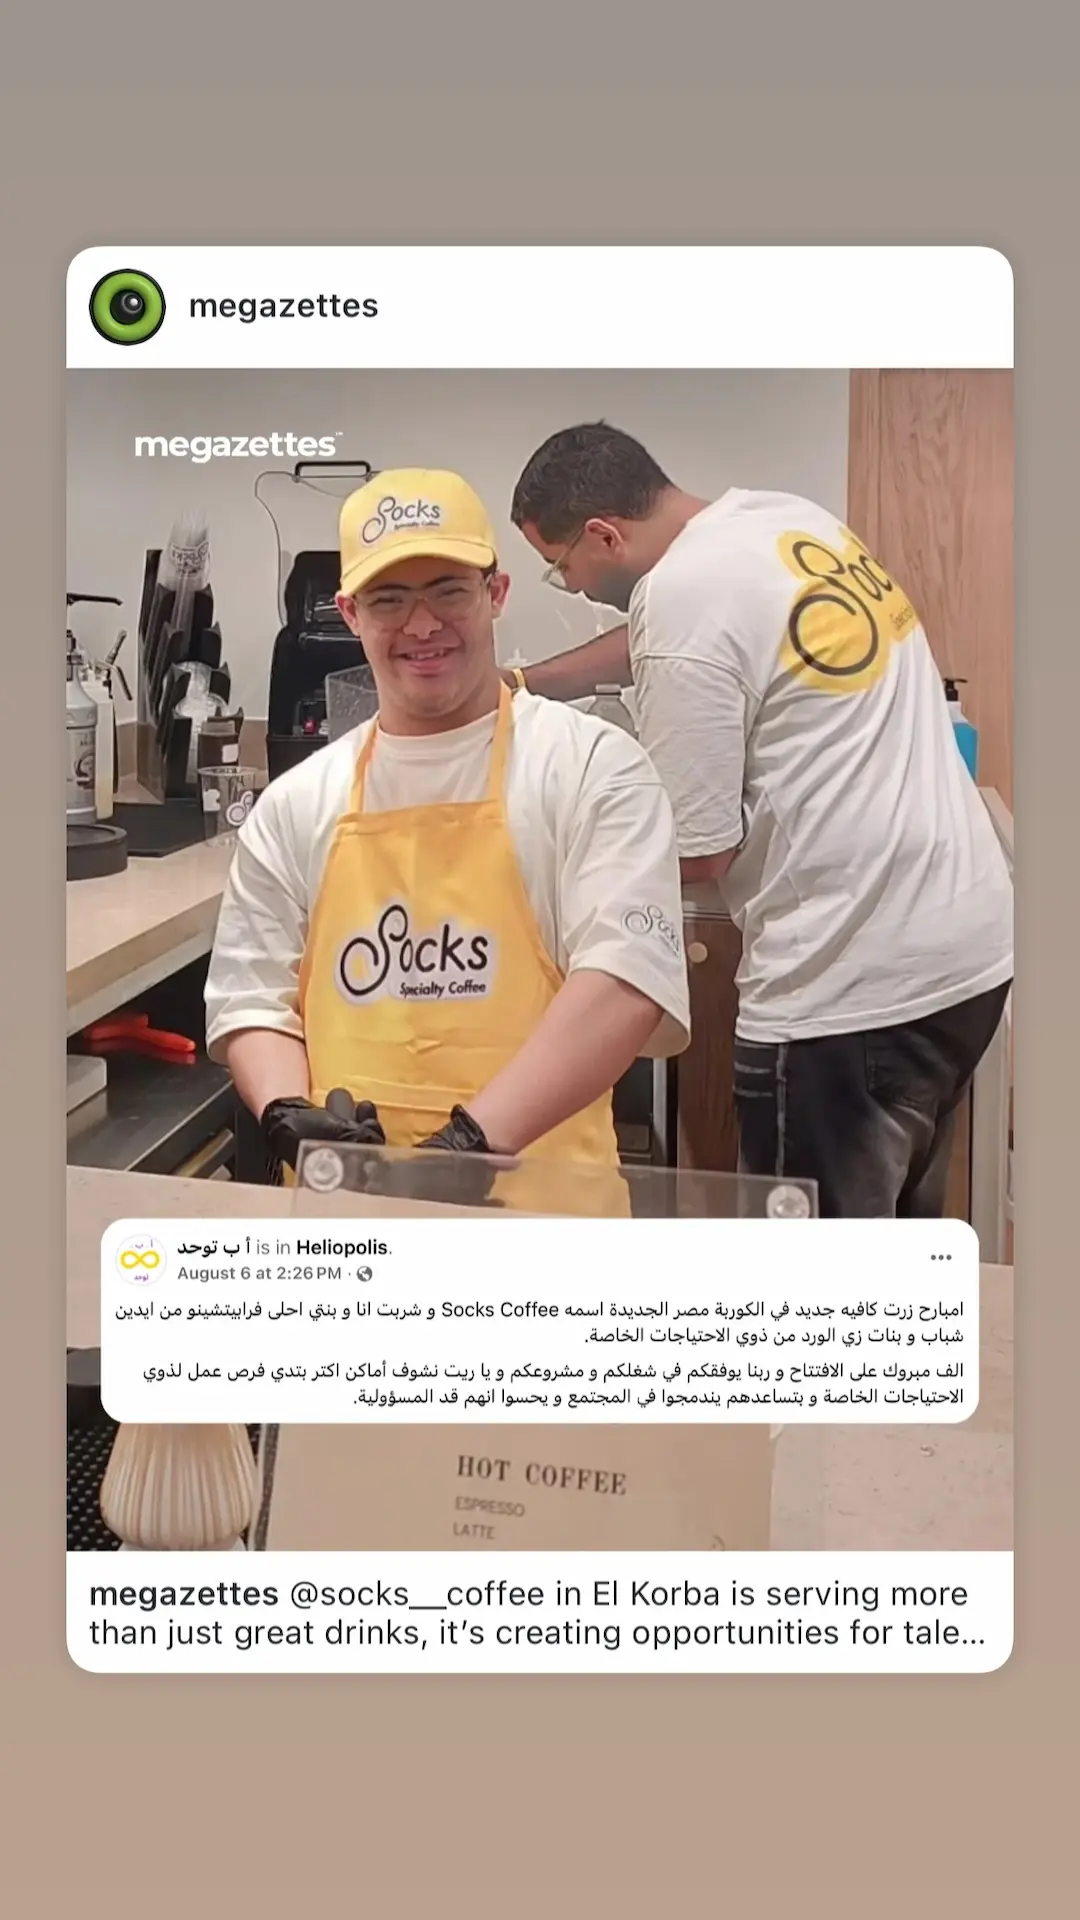 megazettes
megazettes™
Socks
Specialty Coffee
Soc
Socks
Specialty Coffee
Socks
أ ب توحد is in Heliopolis.
August 6 at 2:26 PM ·
امبارح زرت كافيه جديد في الكوربة مصر الجديدة اسمه Socks Coffee و شربت انا و بنتي احلى فرابيتشينو من ايدين
شباب و بنات زي الورد من ذوي الاحتياجات الخاصة.
الف مبروك على الافتتاح و ربنا يوفقكم في شغلكم و مشروعكم و يا ريت نشوف أماكن اكتر بتدي فرص عمل لذوي
الاحتياجات الخاصة و بتساعدهم يندمجوا في المجتمع و يحسوا انهم قد المسؤولية.
HOT COFFEE
ESPRESSO
LATTE
megazettes @socks__coffee in El Korba is serving more
than just great drinks, it’s creating opportunities for tale...